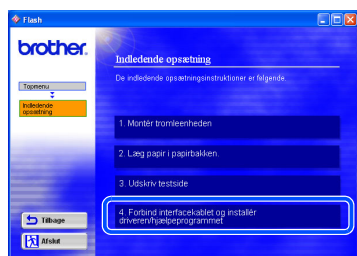 Flash
brother.
Indledende opsætning
De indledende opsætningsinstruktioner er følgende.
Topmenu
Indledende
opsætning
1. Montér tromleenheden
2. Læg papir i papirbakken.
3. Udskriv testside
4. Forbind interfacekablet og installér
driveren/hjælpeprogrammet
Tilbage
Afslut